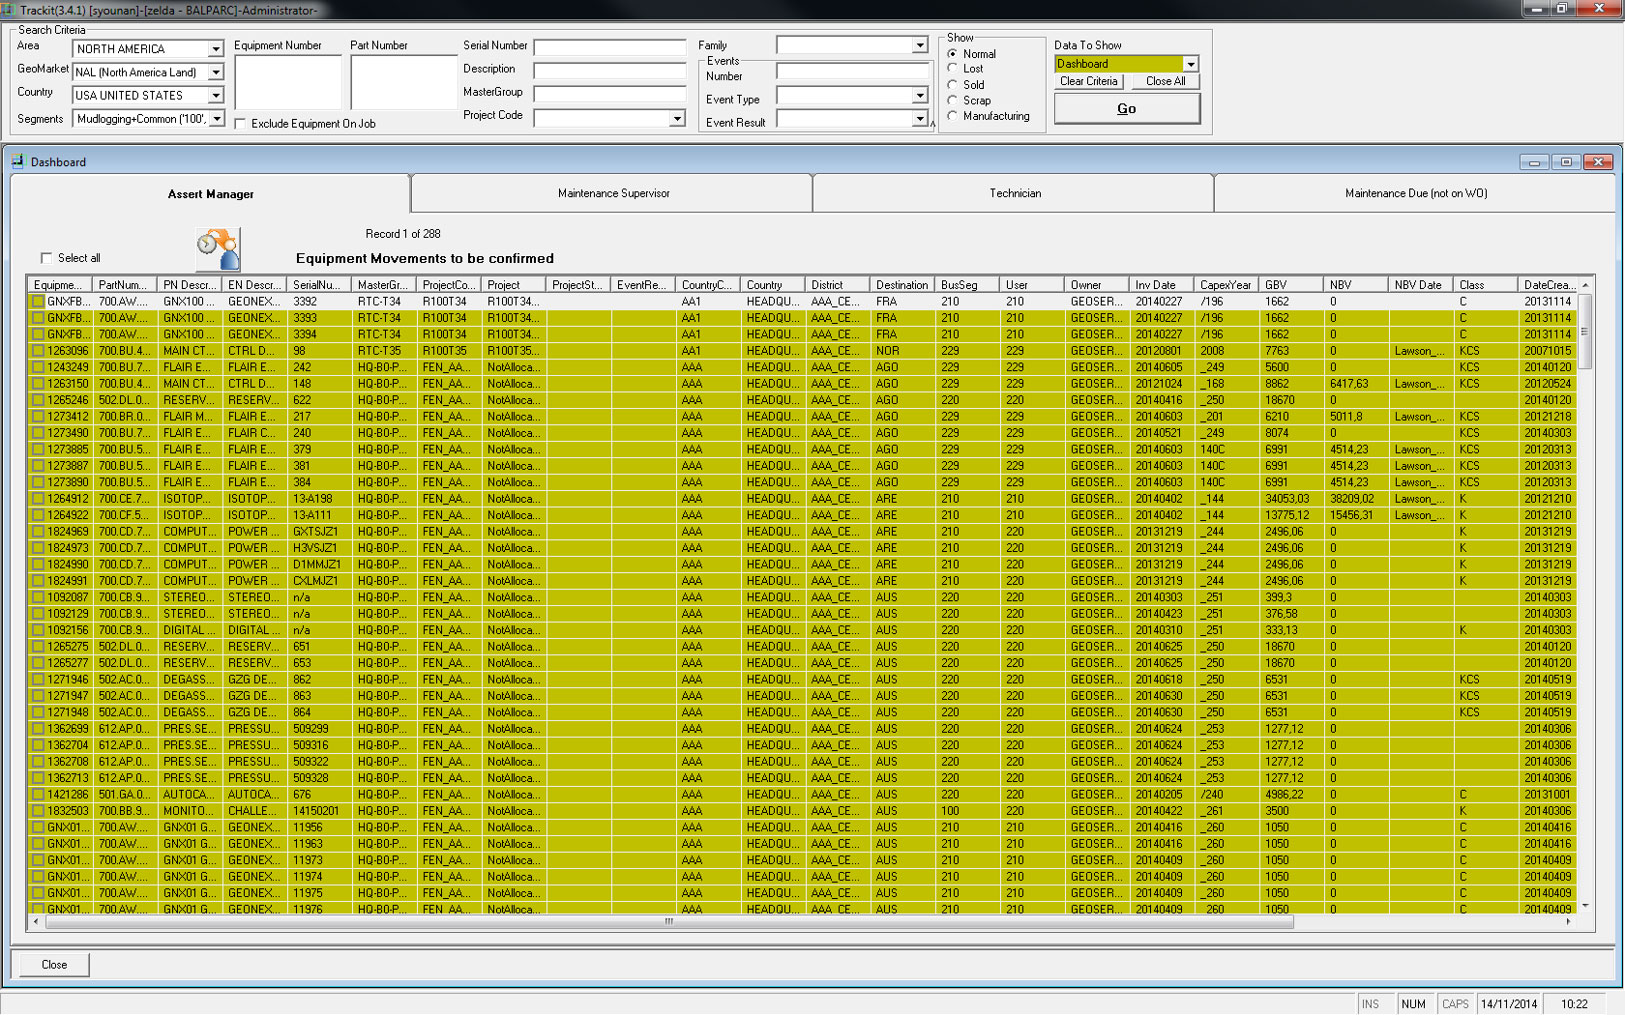 Trackit(3.4.1) [syounan]-[zelda - BALPARC]-Administrator-
Search Criteria
Area NORTH AMERICA
GeoMarket NAL (North America Land)
Country USA UNITED STATES
Segments Mudlogging+Common ('100',
Equipment Number
Part Number
Exclude Equipment On Job
Serial Number
Description
MasterGroup
Project Code
Family
Events
Number
Event Type
Event Result
Show
Normal
Lost
Sold
Scrap
Manufacturing
Data To Show
Dashboard
Clear Criteria Close All
Go
Dashboard
Assert Manager Maintenance Supervisor Technician Maintenance Due (not on WO)
Record 1 of 288
Select all
Equipment Movements to be confirmed
Equipme... PartNum... PN Descr... EN Descr... SerialNu... MasterGr... ProjectCo... Project ProjectSt... EventRe... CountryC... Country District Destination BusSeg User Owner Inv Date CapexYear GBV NBV NBV Date Class DateCrea...
GNXFB... 700.AW.... GNX100 ... GEONEX... 3392 RTC-T34 R100T34 R100T34... AA1 HEADQU... AAA_CE... FRA 210 210 GEOSER... 20140227 /196 1662 0 C 20131114
GNXFB... 700.AW.... GNX100 ... GEONEX... 3393 RTC-T34 R100T34 R100T34... AA1 HEADQU... AAA_CE... FRA 210 210 GEOSER... 20140227 /196 1662 0 C 20131114
GNXFB... 700.AW.... GNX100 ... GEONEX... 3394 RTC-T34 R100T34 R100T34... AA1 HEADQU... AAA_CE... FRA 210 210 GEOSER... 20140227 /196 1662 0 C 20131114
1263096 700.BU.4... MAIN CT... CTRL D... 98 RTC-T35 R100T35 R100T35... AA1 HEADQU... AAA_CE... NOR 229 229 GEOSER... 20120801 2008 7763 0 Lawson_... KCS 20071015
1243249 700.BU.7... FLAIR E... FLAIR E... 242 HQ-B0-P... FEN_AA... NotAlloca... AAA HEADQU... AAA_CE... AGO 229 229 GEOSER... 20140605 _249 5600 0 KCS 20140120
1263150 700.BU.4... MAIN CT... CTRL D... 148 HQ-B0-P... FEN_AA... NotAlloca... AAA HEADQU... AAA_CE... AGO 229 229 GEOSER... 20121024 _168 8862 6417,63 Lawson_... KCS 20120524
1265246 502.DL.0... RESERV... RESERV... 622 HQ-B0-P... FEN_AA... NotAlloca... AAA HEADQU... AAA_CE... AGO 220 220 GEOSER... 20140416 _250 18670 0 20140120
1273412 700.BR.0... FLAIR M... FLAIR E... 217 HQ-B0-P... FEN_AA... NotAlloca... AAA HEADQU... AAA_CE... AGO 229 229 GEOSER... 20140603 _201 6210 5011,8 Lawson_... KCS 20121218
1273490 700.BU.7... FLAIR E... FLAIR C... 240 HQ-B0-P... FEN_AA... NotAlloca... AAA HEADQU... AAA_CE... AGO 229 229 GEOSER... 20140521 _249 8074 0 KCS 20140303
1273885 700.BU.5... FLAIR E... FLAIR E... 379 HQ-B0-P... FEN_AA... NotAlloca... AAA HEADQU... AAA_CE... AGO 229 229 GEOSER... 20140603 140C 6991 4514,23 Lawson_... KCS 20120313
1273887 700.BU.5... FLAIR E... FLAIR E... 381 HQ-B0-P... FEN_AA... NotAlloca... AAA HEADQU... AAA_CE... AGO 229 229 GEOSER... 20140603 140C 6991 4514,23 Lawson_... KCS 20120313
1273890 700.BU.5... FLAIR E... FLAIR E... 384 HQ-B0-P... FEN_AA... NotAlloca... AAA HEADQU... AAA_CE... AGO 229 229 GEOSER... 20140603 140C 6991 4514,23 Lawson_... KCS 20120313
1264912 700.CE.7... ISOTOP... ISOTOP... 13-A198 HQ-B0-P... FEN_AA... NotAlloca... AAA HEADQU... AAA_CE... ARE 210 210 GEOSER... 20140402 _144 34053,03 38209,02 Lawson_... K 20121210
1264922 700.CF.5... ISOTOP... ISOTOP... 13-A111 HQ-B0-P... FEN_AA... NotAlloca... AAA HEADQU... AAA_CE... ARE 210 210 GEOSER... 20140402 _144 13775,12 15456,31 Lawson_... K 20121210
1824969 700.CD.7... COMPUT... POWER ... GXTSJZ1 HQ-B0-P... FEN_AA... NotAlloca... AAA HEADQU... AAA_CE... ARE 220 220 GEOSER... 20131219 _244 2496,06 0 K 20131219
1824973 700.CD.7... COMPUT... POWER ... H3VSJZ1 HQ-B0-P... FEN_AA... NotAlloca... AAA HEADQU... AAA_CE... ARE 220 220 GEOSER... 20131219 _244 2496,06 0 K 20131219
1824990 700.CD.7... COMPUT... POWER ... D1MMJZ1 HQ-B0-P... FEN_AA... NotAlloca... AAA HEADQU... AAA_CE... ARE 220 220 GEOSER... 20131219 _244 2496,06 0 K 20131219
1824991 700.CD.7... COMPUT... POWER ... CXLMJZ1 HQ-B0-P... FEN_AA... NotAlloca... AAA HEADQU... AAA_CE... ARE 220 220 GEOSER... 20131219 _244 2496,06 0 K 20131219
1092087 700.CB.9... STEREO... STEREO... n/a HQ-B0-P... FEN_AA... NotAlloca... AAA HEADQU... AAA_CE... AUS 220 220 GEOSER... 20140303 _251 399,3 0 20140303
1092129 700.CB.9... STEREO... STEREO... n/a HQ-B0-P... FEN_AA... NotAlloca... AAA HEADQU... AAA_CE... AUS 220 220 GEOSER... 20140423 _251 376,58 0 20140303
1092156 700.CB.9... DIGITAL ... DIGITAL ... n/a HQ-B0-P... FEN_AA... NotAlloca... AAA HEADQU... AAA_CE... AUS 220 220 GEOSER... 20140310 _251 333,13 0 K 20140303
1265275 502.DL.0... RESERV... RESERV... 651 HQ-B0-P... FEN_AA... NotAlloca... AAA HEADQU... AAA_CE... AUS 220 220 GEOSER... 20140625 _250 18670 0 20140120
1265277 502.DL.0... RESERV... RESERV... 653 HQ-B0-P... FEN_AA... NotAlloca... AAA HEADQU... AAA_CE... AUS 220 220 GEOSER... 20140625 _250 18670 0 20140120
1271946 502.AC.0... DEGASS... GZG DE... 862 HQ-B0-P... FEN_AA... NotAlloca... AAA HEADQU... AAA_CE... AUS 220 220 GEOSER... 20140618 _250 6531 0 KCS 20140519
1271947 502.AC.0... DEGASS... GZG DE... 863 HQ-B0-P... FEN_AA... NotAlloca... AAA HEADQU... AAA_CE... AUS 220 220 GEOSER... 20140630 _250 6531 0 KCS 20140519
1271948 502.AC.0... DEGASS... GZG DE... 864 HQ-B0-P... FEN_AA... NotAlloca... AAA HEADQU... AAA_CE... AUS 220 220 GEOSER... 20140630 _250 6531 0 KCS 20140519
1362699 612.AP.0... PRES.SE... PRESSU... 509299 HQ-B0-P... FEN_AA... NotAlloca... AAA HEADQU... AAA_CE... AUS 220 220 GEOSER... 20140624 _253 1277,12 0 20140306
1362704 612.AP.0... PRES.SE... PRESSU... 509316 HQ-B0-P... FEN_AA... NotAlloca... AAA HEADQU... AAA_CE... AUS 220 220 GEOSER... 20140624 _253 1277,12 0 20140306
1362708 612.AP.0... PRES.SE... PRESSU... 509322 HQ-B0-P... FEN_AA... NotAlloca... AAA HEADQU... AAA_CE... AUS 220 220 GEOSER... 20140624 _253 1277,12 0 20140306
1362713 612.AP.0... PRES.SE... PRESSU... 509328 HQ-B0-P... FEN_AA... NotAlloca... AAA HEADQU... AAA_CE... AUS 220 220 GEOSER... 20140624 _253 1277,12 0 20140306
1421286 501.GA.0... AUTOCA... AUTOCA... 676 HQ-B0-P... FEN_AA... NotAlloca... AAA HEADQU... AAA_CE... AUS 220 220 GEOSER... 20140205 /240 4986,22 0 C 20131001
1832503 700.BB.9... MONITO... CHALLE... 14150201 HQ-B0-P... FEN_AA... NotAlloca... AAA HEADQU... AAA_CE... AUS 100 220 GEOSER... 20140422 _261 3500 0 K 20140306
GNX01... 700.AW.... GNX01 G... GEONEX... 11956 HQ-B0-P... FEN_AA... NotAlloca... AAA HEADQU... AAA_CE... AUS 210 210 GEOSER... 20140416 _260 1050 0 C 20140416
GNX01... 700.AW.... GNX01 G... GEONEX... 11963 HQ-B0-P... FEN_AA... NotAlloca... AAA HEADQU... AAA_CE... AUS 210 210 GEOSER... 20140416 _260 1050 0 C 20140416
GNX01... 700.AW.... GNX01 G... GEONEX... 11973 HQ-B0-P... FEN_AA... NotAlloca... AAA HEADQU... AAA_CE... AUS 210 210 GEOSER... 20140409 _260 1050 0 C 20140409
GNX01... 700.AW.... GNX01 G... GEONEX... 11974 HQ-B0-P... FEN_AA... NotAlloca... AAA HEADQU... AAA_CE... AUS 210 210 GEOSER... 20140409 _260 1050 0 C 20140409
GNX01... 700.AW.... GNX01 G... GEONEX... 11975 HQ-B0-P... FEN_AA... NotAlloca... AAA HEADQU... AAA_CE... AUS 210 210 GEOSER... 20140409 _260 1050 0 C 20140409
GNX01... 700.AW.... GNX01 G... GEONEX... 11976 HQ-B0-P... FEN_AA... NotAlloca... AAA HEADQU... AAA_CE... AUS 210 210 GEOSER... 20140409 _260 1050 0 C 20140409
Close
INS NUM CAPS 14/11/2014 10:22